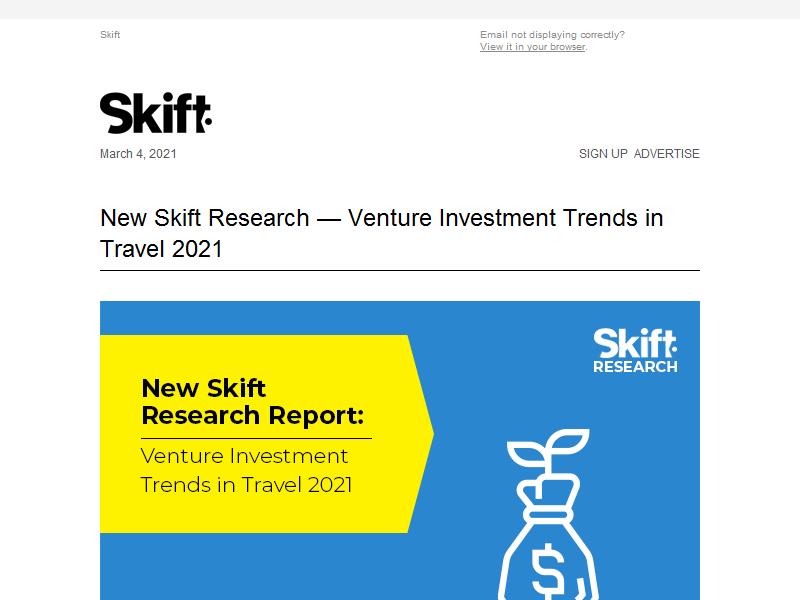 Skift
Email not displaying correctly?
View it in your browser.
Skift
March 4, 2021
SIGN UP ADVERTISE
New Skift Research — Venture Investment Trends in
Travel 2021
Skift
RESEARCH
New Skift
Research Report:
Venture Investment
Trends in Travel 2021
$